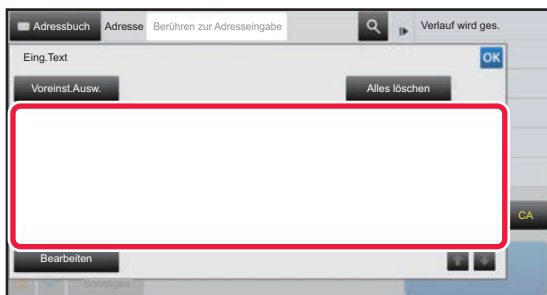 Adressbuch Adresse Berühren zur Adresseingabe Verlauf wird ges.
Eing.Text OK
Voreinst.Ausw. Alles löschen
CA
Bearbeiten
Sonstiges